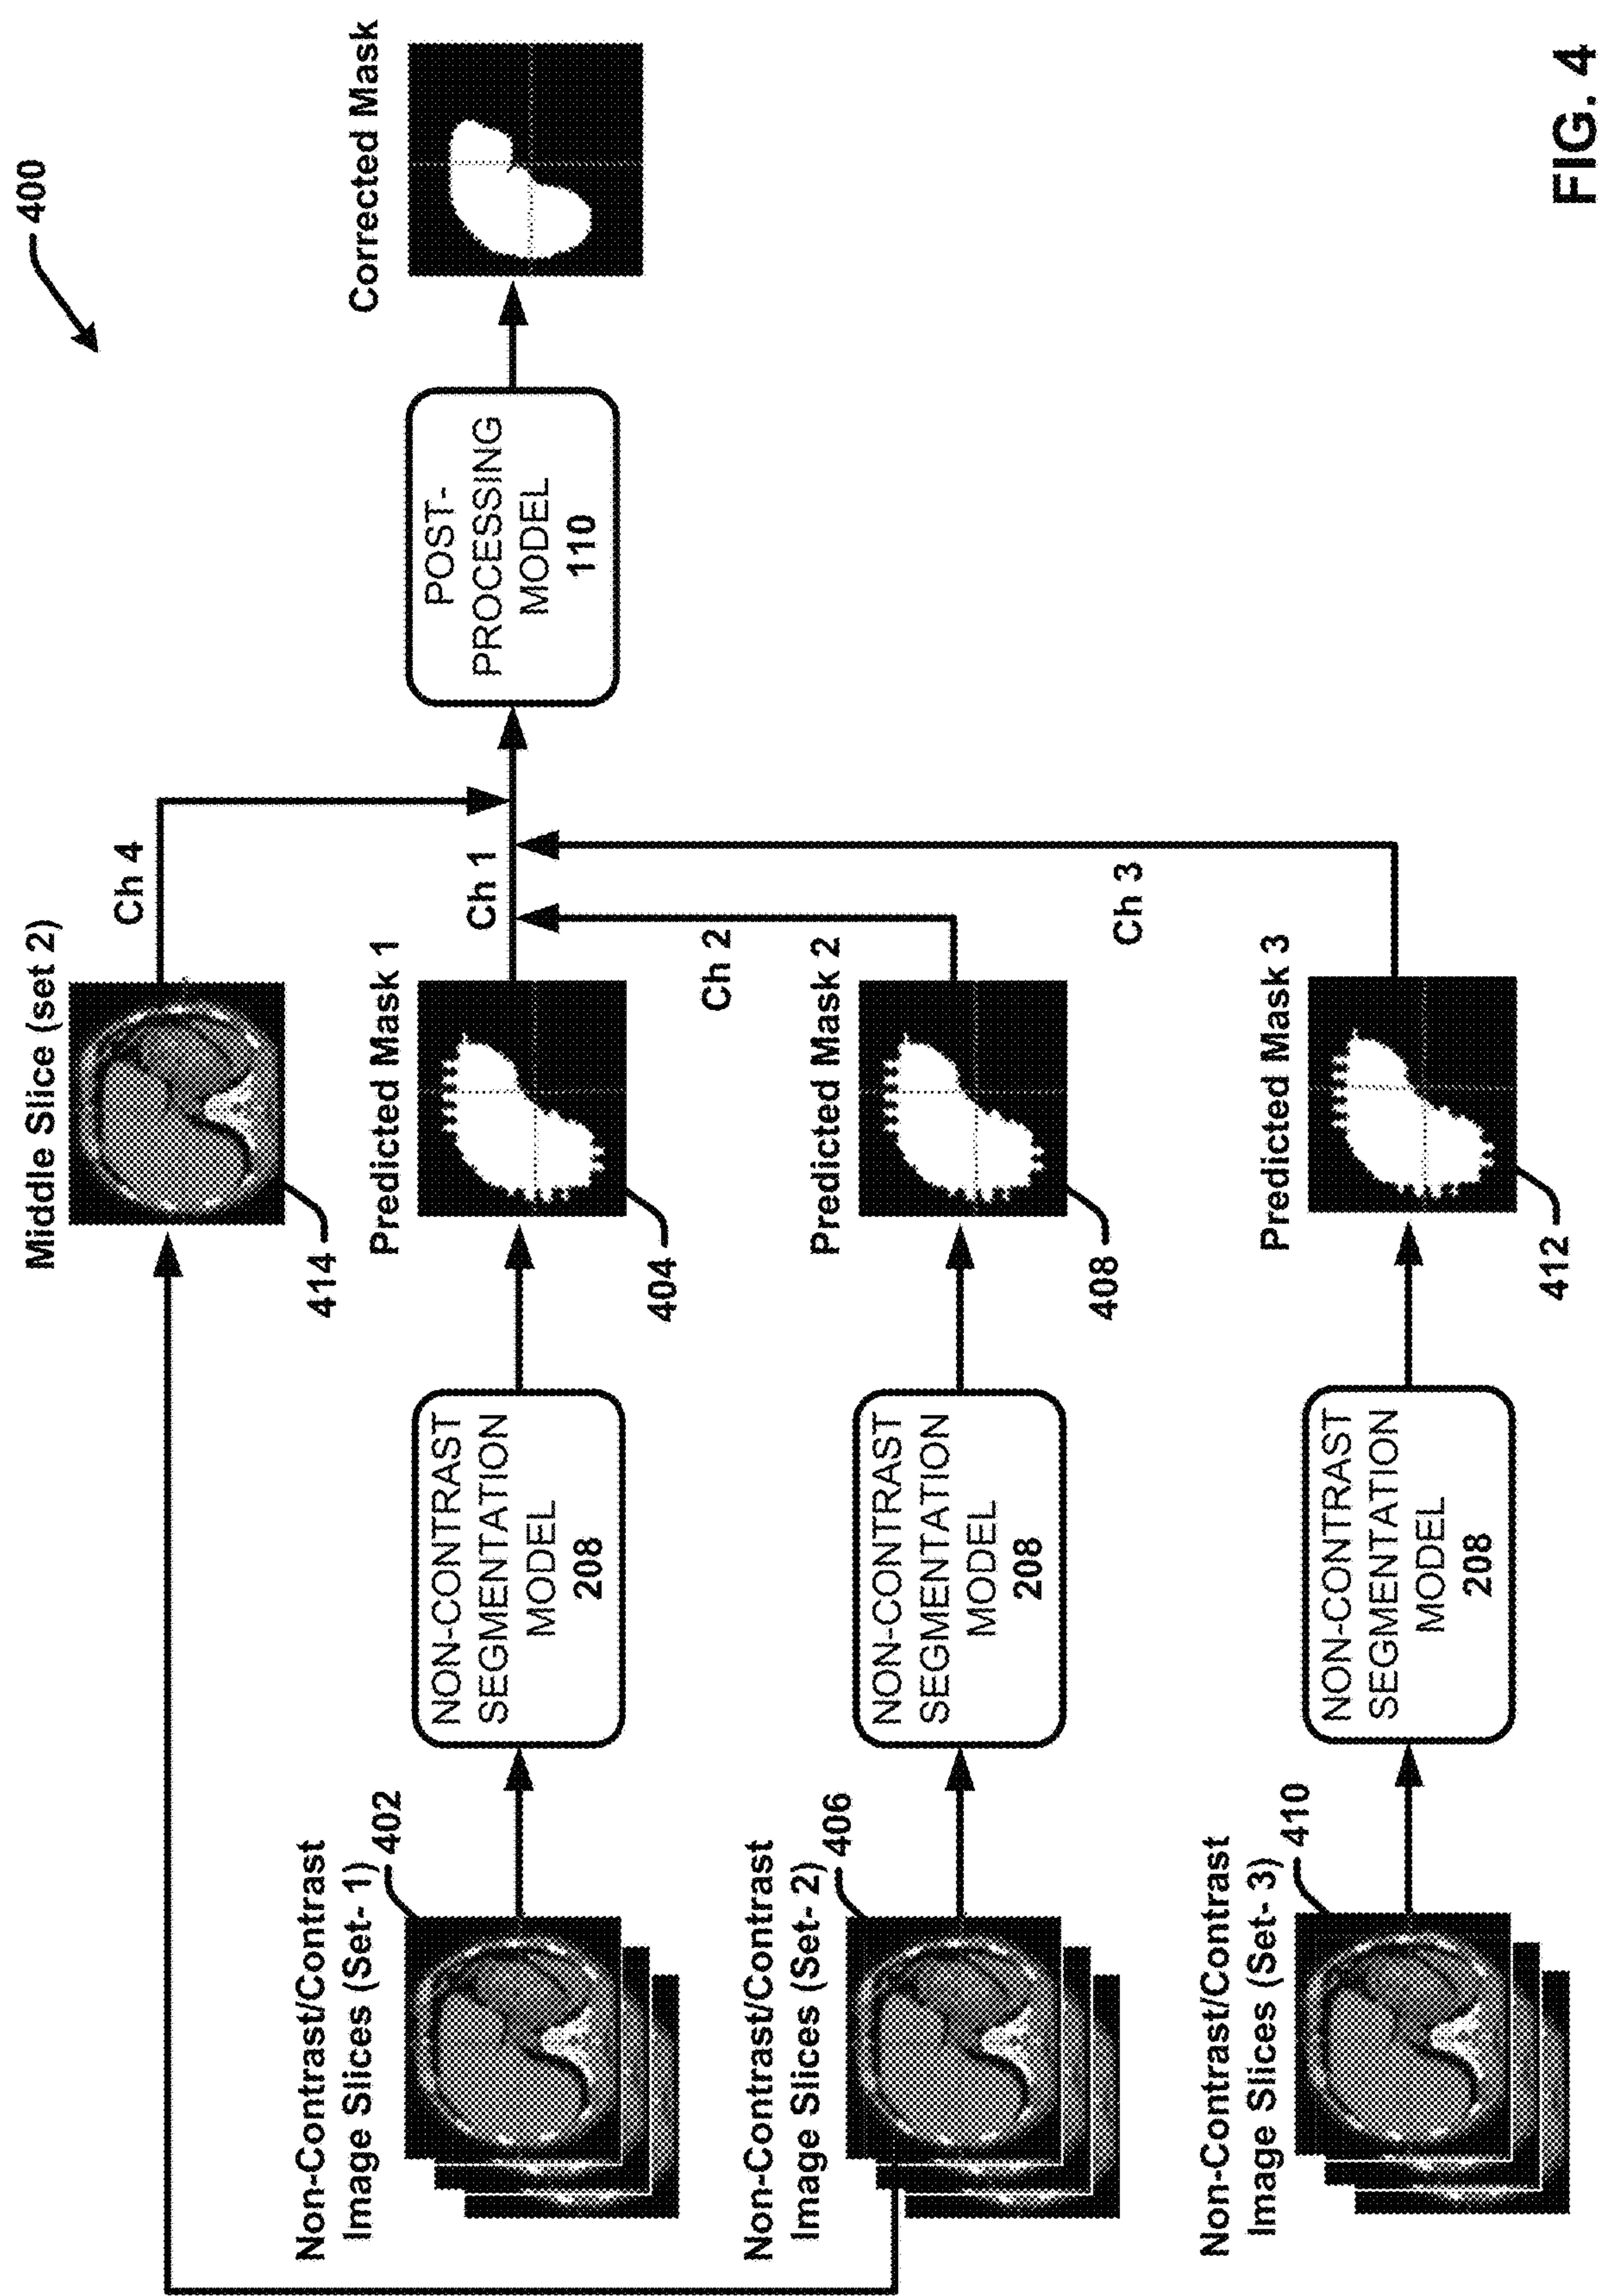 400
Middle Slice (set 2)
414
Ch 4
Non-Contrast/Contrast
Image Slices (Set- 1)
402
NON-CONTRAST
SEGMENTATION
MODEL
208
Predicted Mask 1
404
Ch 1
POST-
PROCESSING
MODEL
110
Corrected Mask
Non-Contrast/Contrast
Image Slices (Set- 2)
406
NON-CONTRAST
SEGMENTATION
MODEL
208
Predicted Mask 2
408
Ch 2
Non-Contrast/Contrast
Image Slices (Set- 3)
410
NON-CONTRAST
SEGMENTATION
MODEL
208
Predicted Mask 3
412
Ch 3
FIG. 4